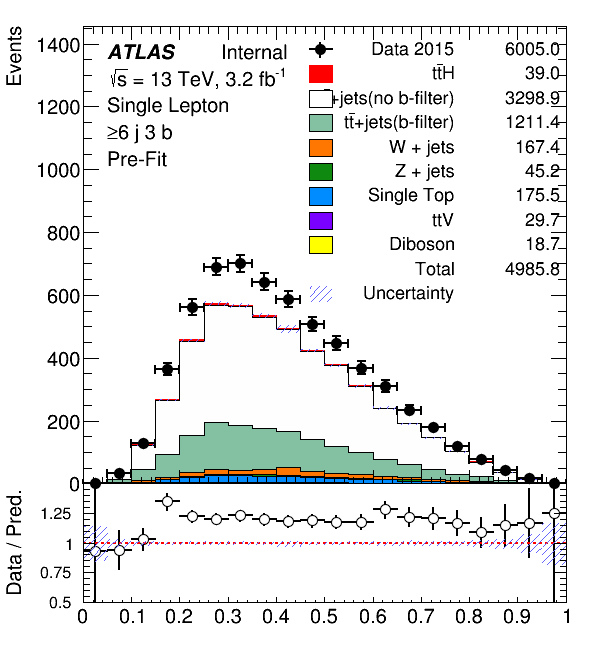 Events
1400
1200
1000
800
600
400
200
0
ATLAS Internal
√s = 13 TeV, 3.2 fb-1
Single Lepton
≥6 j 3 b
Pre-Fit
Data 2015 6005.0
tt̄H 39.0
+jets(no b-filter) 3298.9
tt̄+jets(b-filter) 1211.4
W + jets 167.4
Z + jets 45.2
Single Top 175.5
ttV 29.7
Diboson 18.7
Total 4985.8
Uncertainty
Data / Pred.
1.25
1
0.75
0.5
0 0.1 0.2 0.3 0.4 0.5 0.6 0.7 0.8 0.9 1